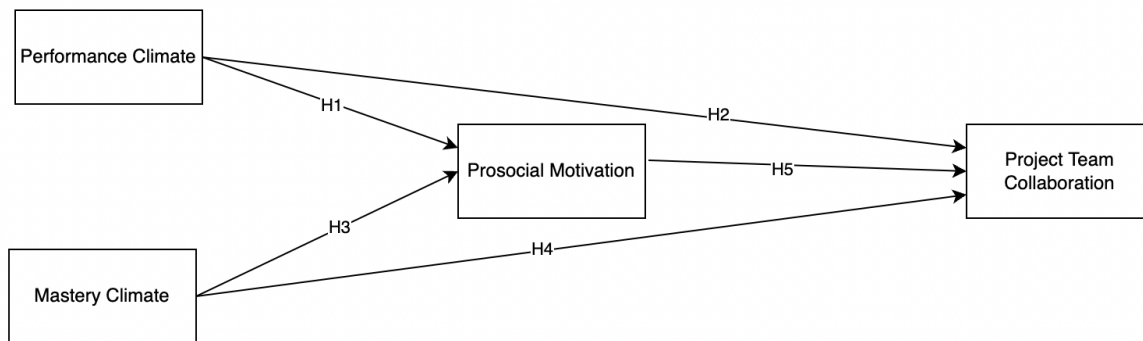 Performance Climate
H1
H2
Prosocial Motivation
H5
Project Team
Collaboration
H3
H4
Mastery Climate